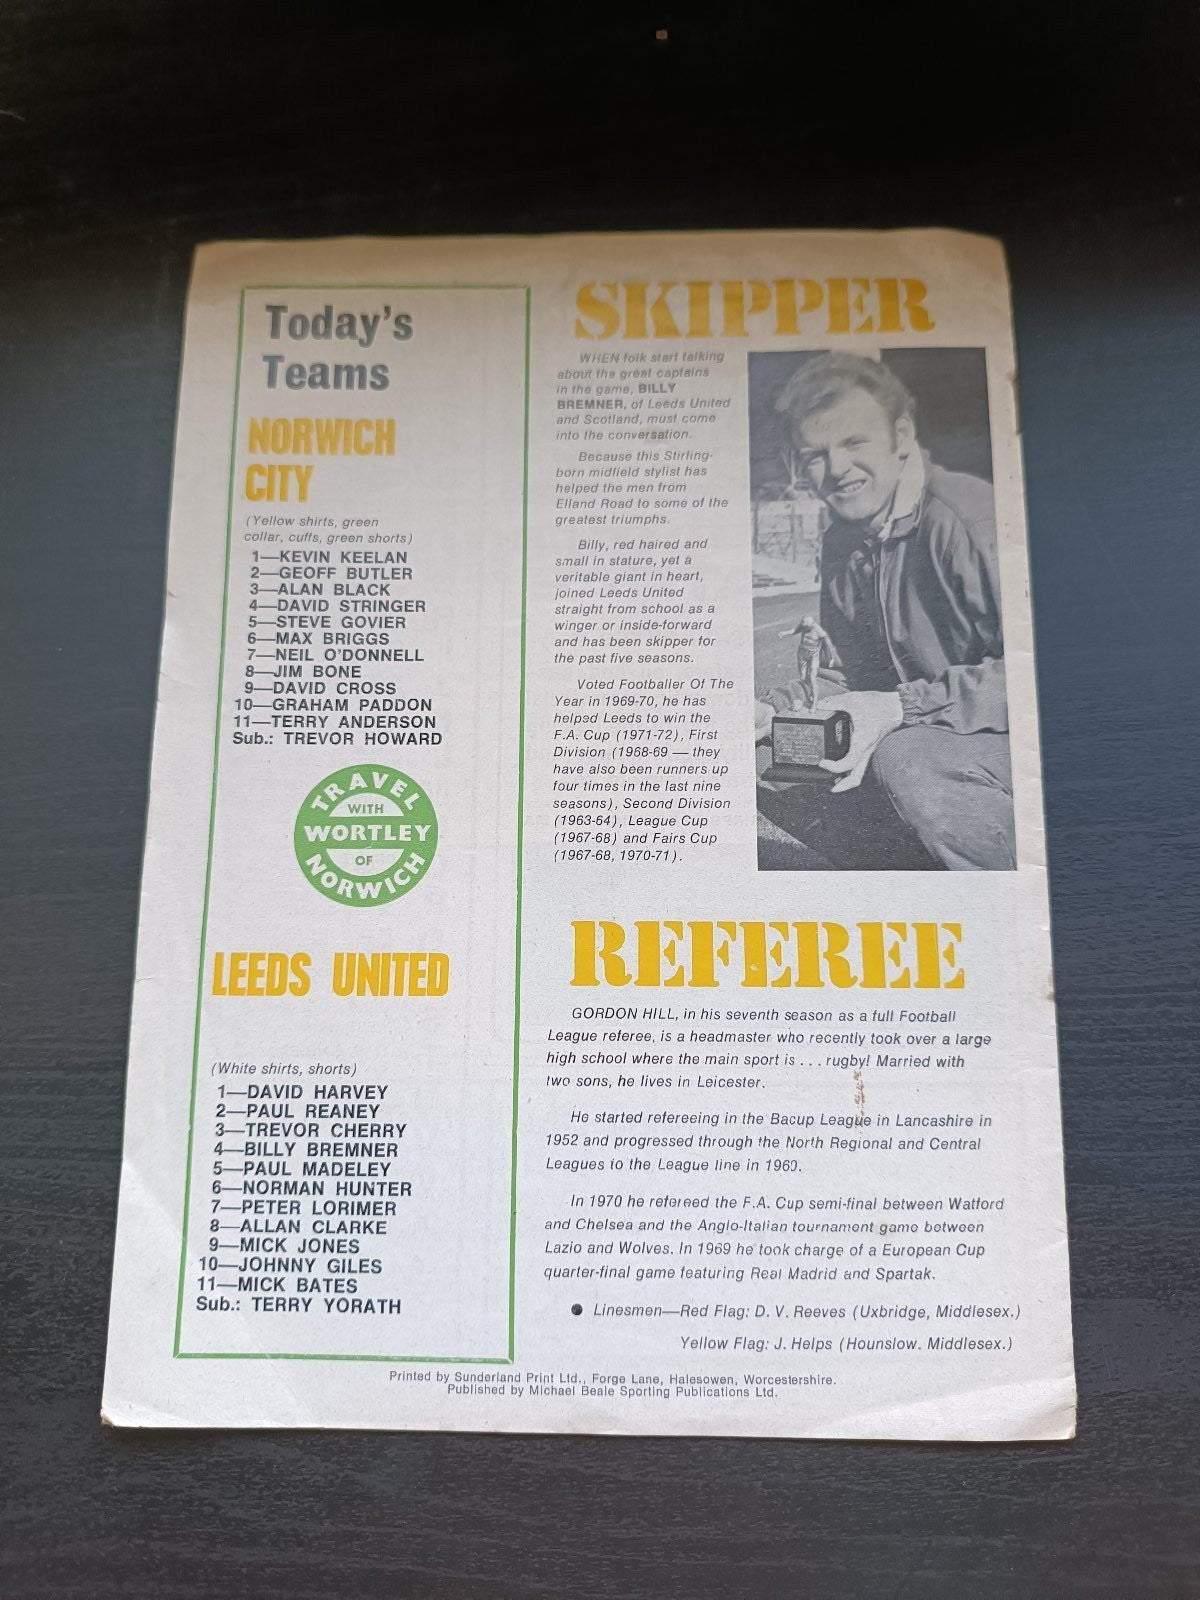 Today's
Teams
NORWICH
CITY
(Yellow shirts, green
collar, cuffs, green shorts)
1—KEVIN KEELAN
2—GEOFF BUTLER
3—ALAN BLACK
4—DAVID STRINGER
5—STEVE GOVIER
6—MAX BRIGGS
7—NEIL O'DONNELL
8—JIM BONE
9—DAVID CROSS
10—GRAHAM PADDON
11—TERRY ANDERSON
Sub.: TREVOR HOWARD
TRAVEL
WITH
WORTLEY
OF
NORWICH
LEEDS UNITED
(White shirts, shorts)
1—DAVID HARVEY
2—PAUL REANEY
3—TREVOR CHERRY
4—BILLY BREMNER
5—PAUL MADELEY
6—NORMAN HUNTER
7—PETER LORIMER
8—ALLAN CLARKE
9—MICK JONES
10—JOHNNY GILES
11—MICK BATES
Sub.: TERRY YORATH
SKIPPER
WHEN folk start talking
about the great captains
in the game, BILLY
BREMNER, of Leeds United
and Scotland, must come
into the conversation.
Because this Stirling-
born midfield stylist has
helped the men from
Elland Road to some of the
greatest triumphs.
Billy, red haired and
small in stature, yet a
veritable giant in heart,
joined Leeds United
straight from school as a
winger or inside-forward
and has been skipper for
the past five seasons.
Voted Footballer Of The
Year in 1969-70, he has
helped Leeds to win the
F.A. Cup (1971-72), First
Division (1968-69 — they
have also been runners up
four times in the last nine
seasons), Second Division
(1963-64), League Cup
(1967-68) and Fairs Cup
(1967-68, 1970-71).
REFEREE
GORDON HILL, in his seventh season as a full Football
League referee, is a headmaster who recently took over a large
high school where the main sport is . . . rugby! Married with
two sons, he lives in Leicester.
He started refereeing in the Bacup League in Lancashire in
1952 and progressed through the North Regional and Central
Leagues to the League line in 1960.
In 1970 he refereed the F.A. Cup semi-final between Watford
and Chelsea and the Anglo-Italian tournament game between
Lazio and Wolves. In 1969 he took charge of a European Cup
quarter-final game featuring Real Madrid and Spartak.
● Linesmen—Red Flag: D. V. Reeves (Uxbridge, Middlesex.)
Yellow Flag: J. Helps (Hounslow. Middlesex.)
Printed by Sunderland Print Ltd., Forge Lane, Halesowen, Worcestershire.
Published by Michael Beale Sporting Publications Ltd.